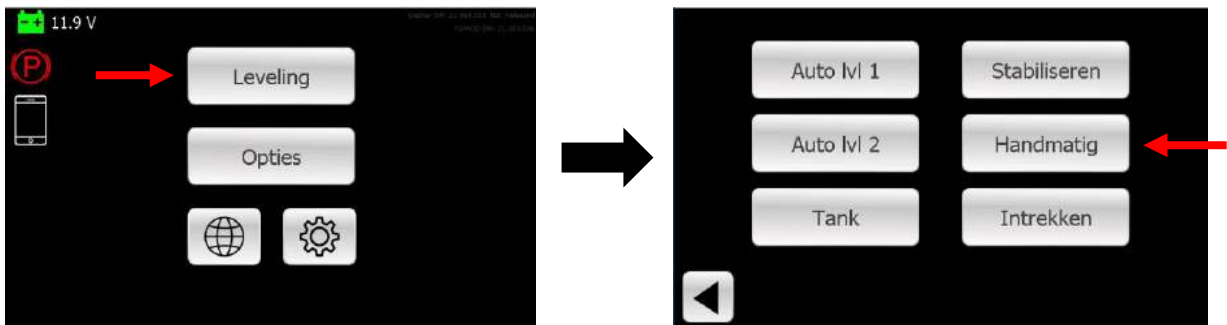 11.9 V
P
Leveling
Opties
Auto lvl 1
Stabiliseren
Auto lvl 2
Handmatig
Tank
Intrekken